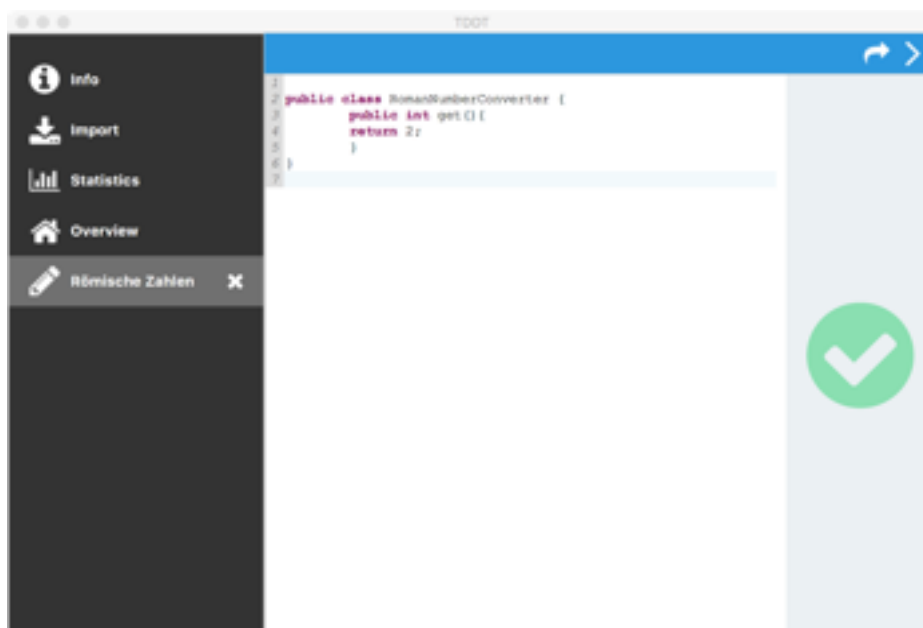 TDDT
Info
Import
Statistics
Overview
Römische Zahlen
1
2 public class RomanNumberConverter {
3 public int get(){
4 return 2;
5 }
6 }
7